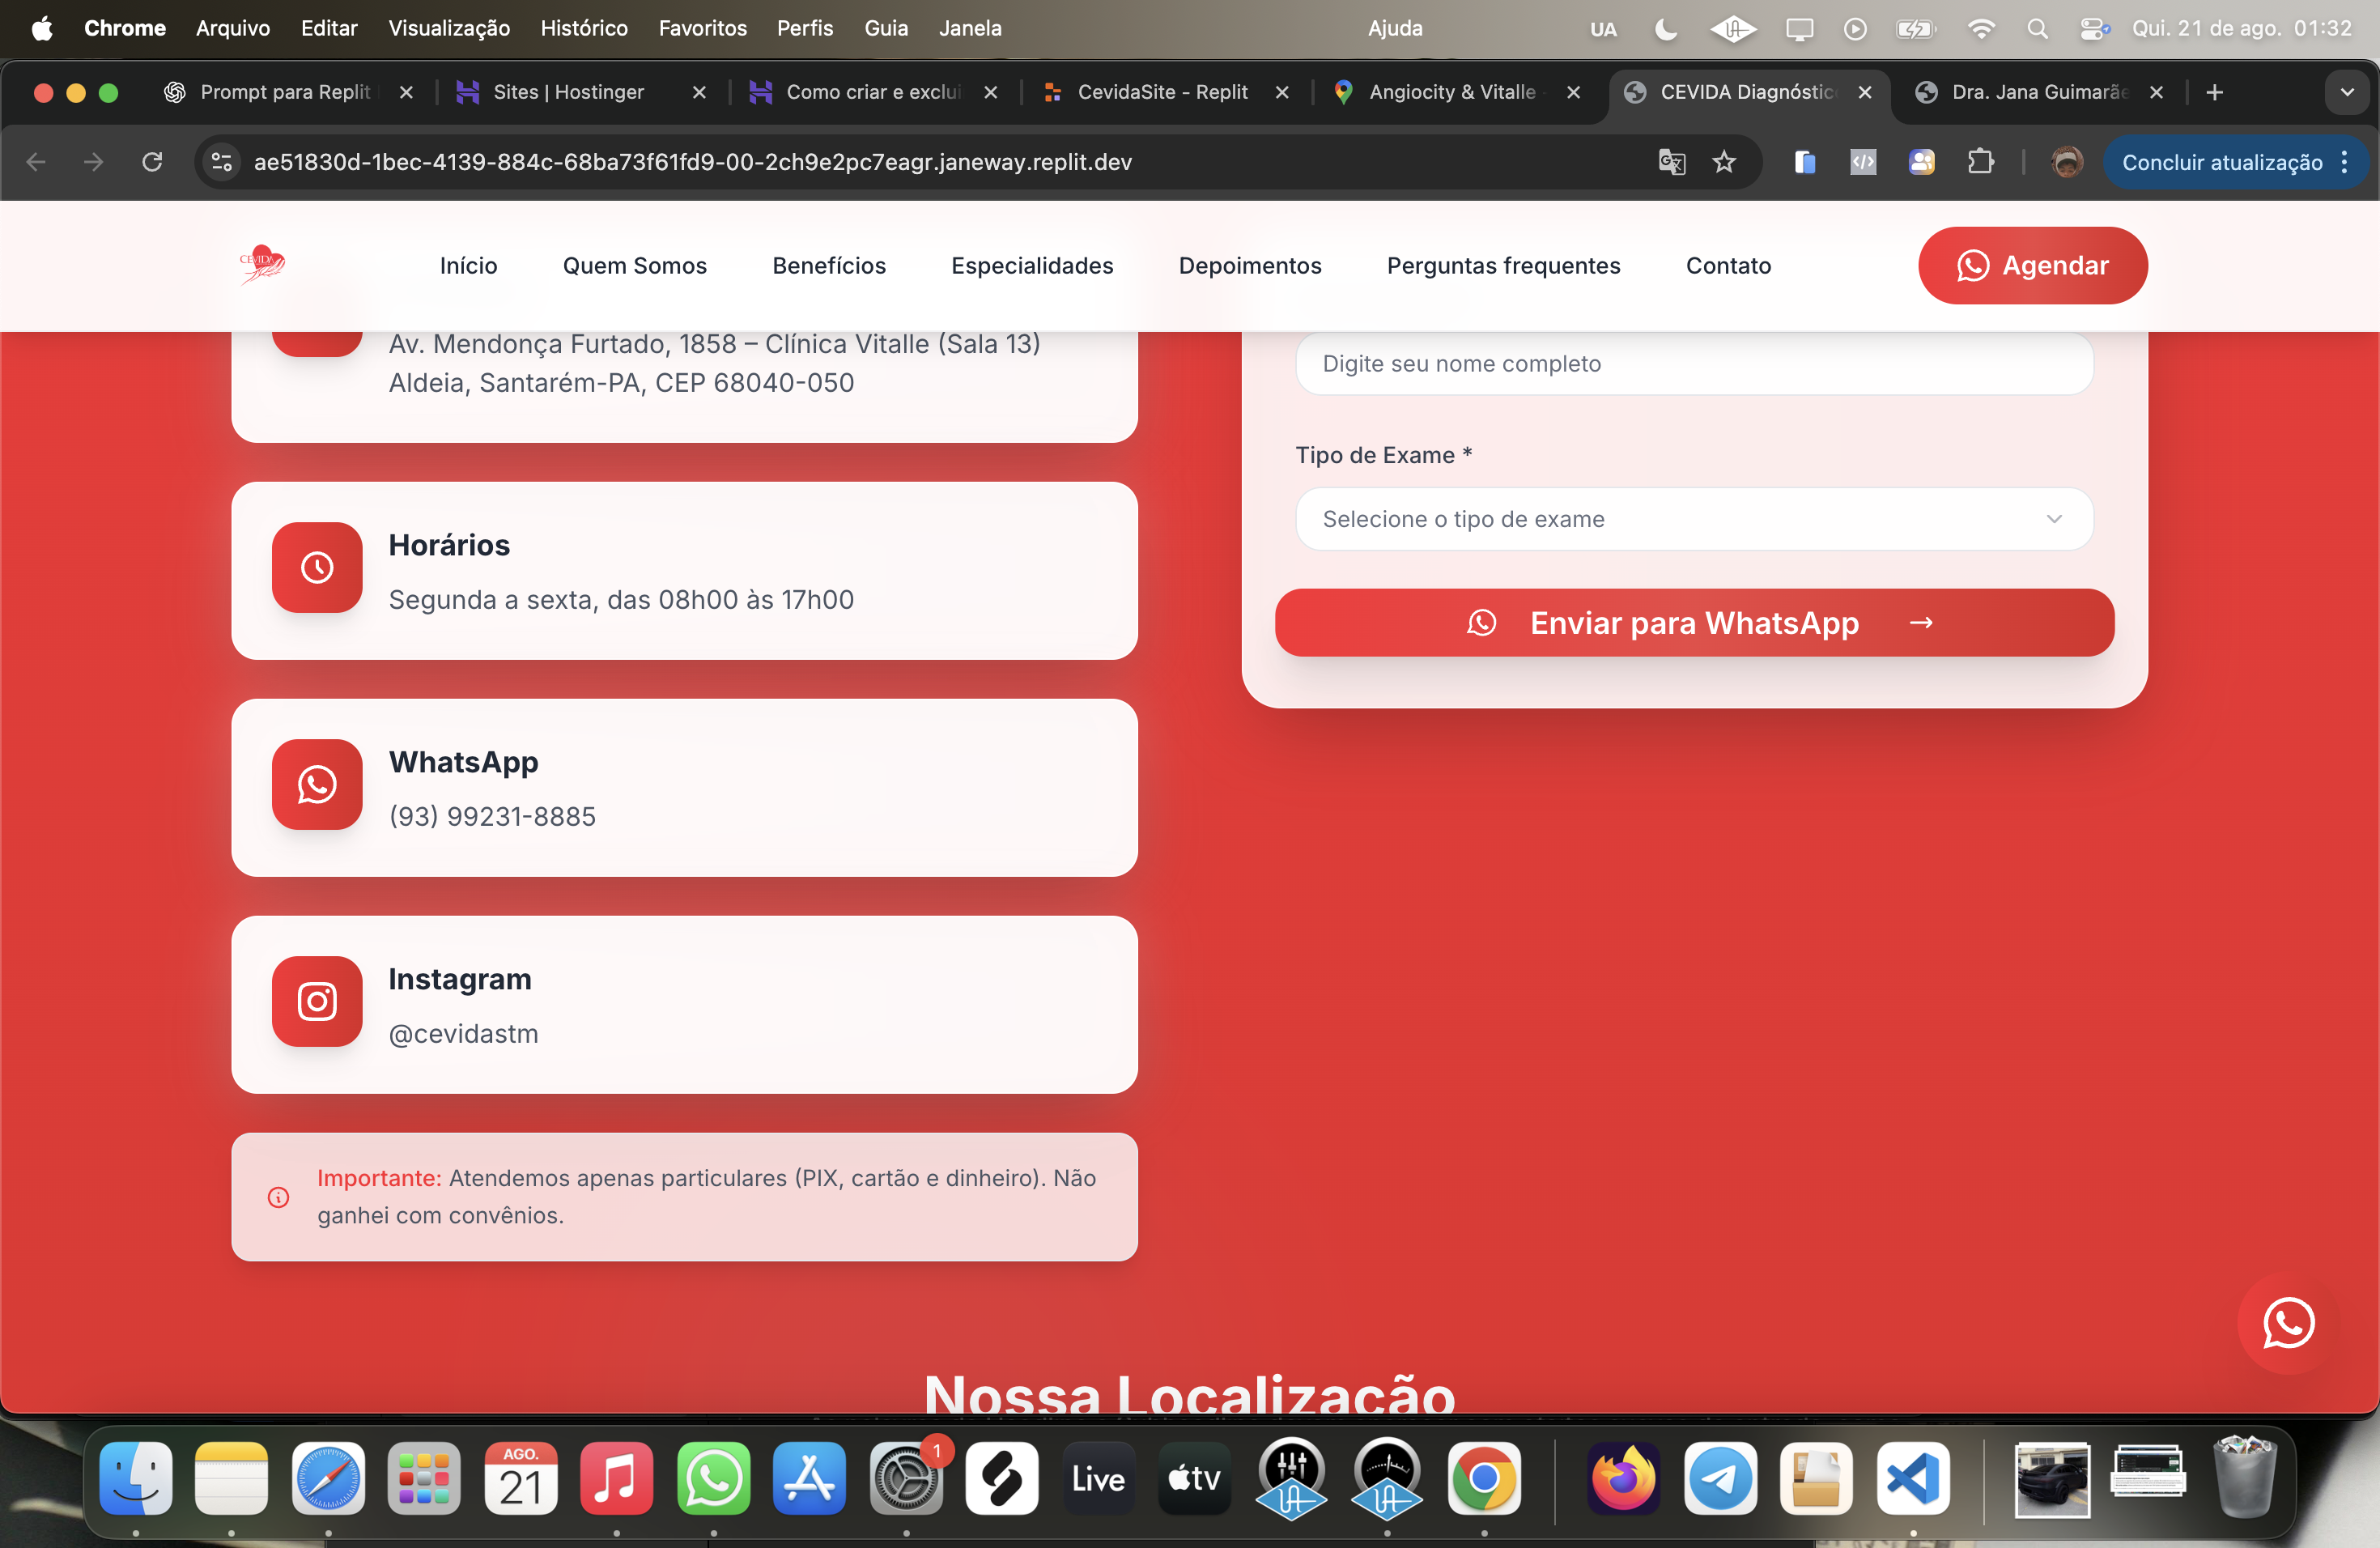 Chrome Arquivo Editar Visualização Histórico Favoritos Perfis Guia Janela Ajuda UA Qui. 21 de ago. 01:32
Prompt para Replit Sites | Hostinger Como criar e exclui CevidaSite - Replit Angiocity & Vitalle CEVIDA Diagnóstic Dra. Jana Guimarãe
ae51830d-1bec-4139-884c-68ba73f61fd9-00-2ch9e2pc7eagr.janeway.replit.dev Concluir atualização
CEVIDA Início Quem Somos Benefícios Especialidades Depoimentos Perguntas frequentes Contato Agendar
Av. Mendonça Furtado, 1858 – Clínica Vitalle (Sala 13)
Aldeia, Santarém-PA, CEP 68040-050
Horários
Segunda a sexta, das 08h00 às 17h00
WhatsApp
(93) 99231-8885
Instagram
@cevidastm
Importante: Atendemos apenas particulares (PIX, cartão e dinheiro). Não
ganhei com convênios.
Digite seu nome completo
Tipo de Exame *
Selecione o tipo de exame
Enviar para WhatsApp →
Nossa Localização
AGO.
21
1
Live
tv